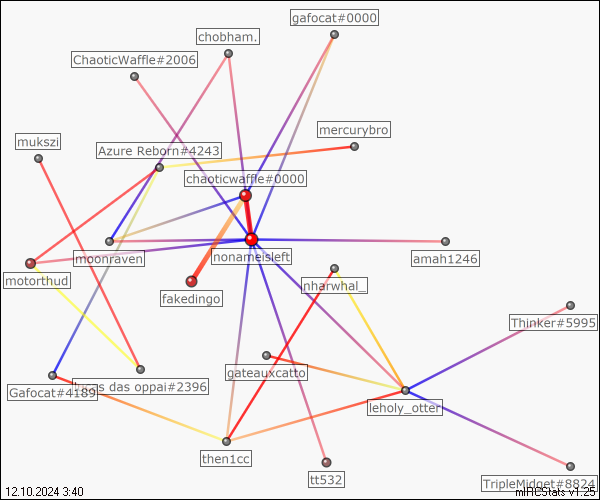 gafocat#0000
chobham.
ChaoticWaffle#2006
mercurybro
mukszi
Azure Reborn#4243
chaoticwaffle#0000
moonraven
nonameisleft
amah1246
motorthud
nharwhal_
fakedingo
Thinker#5995
gateauxcatto
Gafocat#4189
lucas das oppai#2396
leholy_otter
then1cc
tt532
TripleMidget#8824
12.10.2024 3:40
mIRCStats v1.25